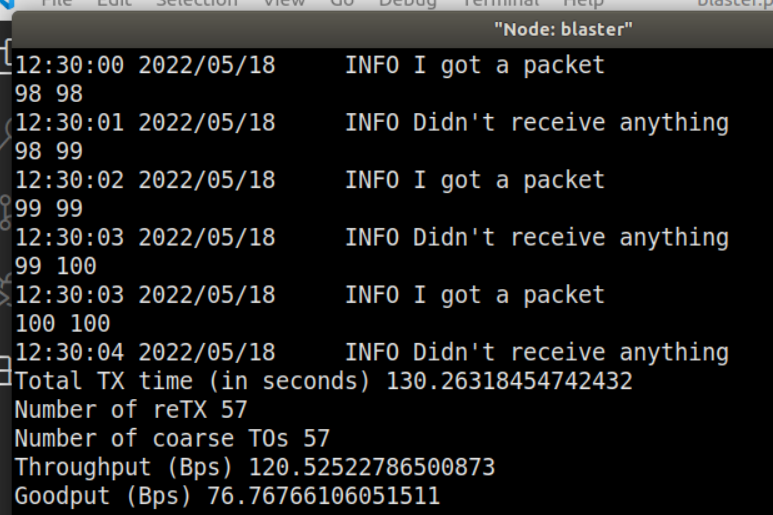 File Edit Selection View Go Debug Terminal Help
"Node: blaster"
12:30:00 2022/05/18 INFO I got a packet
98 98
12:30:01 2022/05/18 INFO Didn't receive anything
98 99
12:30:02 2022/05/18 INFO I got a packet
99 99
12:30:03 2022/05/18 INFO Didn't receive anything
99 100
12:30:03 2022/05/18 INFO I got a packet
100 100
12:30:04 2022/05/18 INFO Didn't receive anything
Total TX time (in seconds) 130.26318454742432
Number of reTX 57
Number of coarse TOs 57
Throughput (Bps) 120.52522786500873
Goodput (Bps) 76.76766106051511